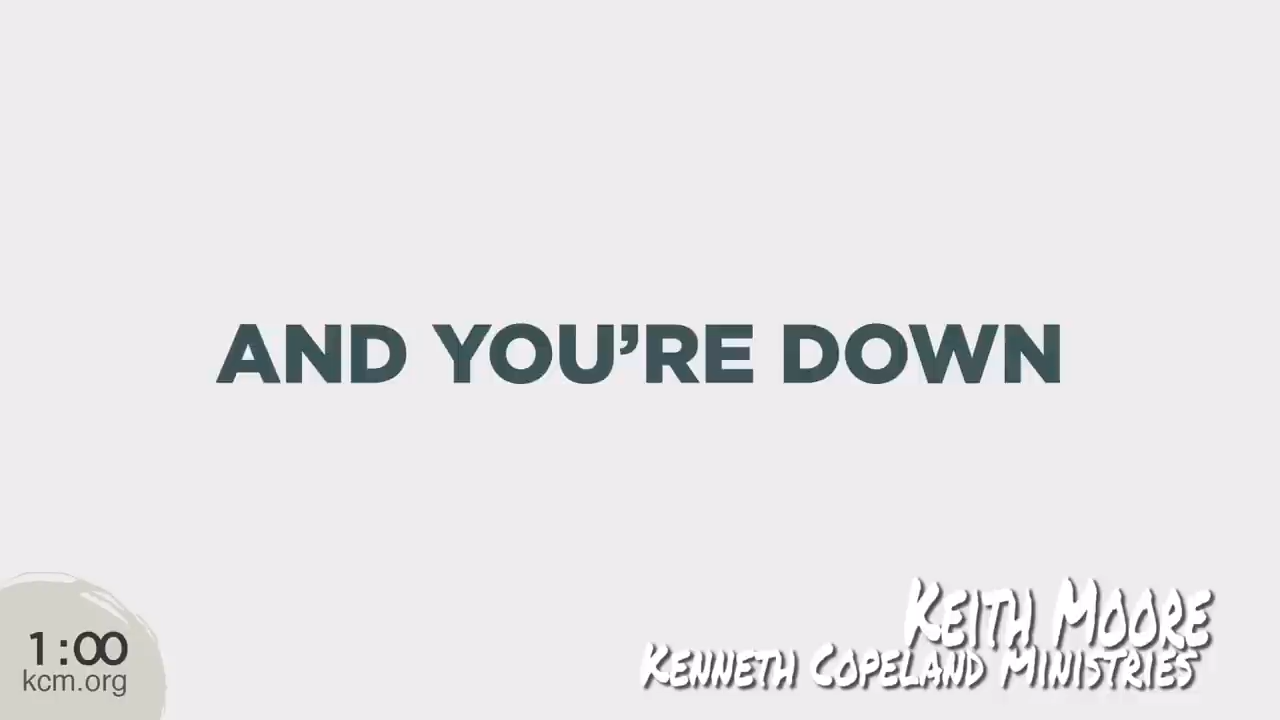 AND YOU’RE DOWN
Keith Moore
Kenneth Copeland Ministries
1:00
kcm.org